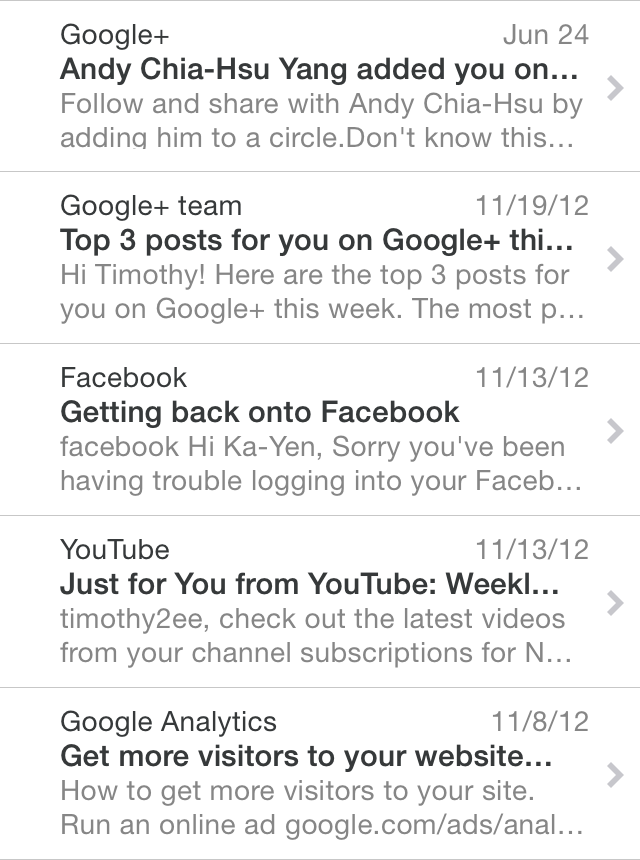 Google+ Jun 24
Andy Chia-Hsu Yang added you on...
Follow and share with Andy Chia-Hsu by
adding him to a circle.Don't know this...
Google+ team 11/19/12
Top 3 posts for you on Google+ thi...
Hi Timothy! Here are the top 3 posts for
you on Google+ this week. The most p...
Facebook 11/13/12
Getting back onto Facebook
facebook Hi Ka-Yen, Sorry you've been
having trouble logging into your Faceb...
YouTube 11/13/12
Just for You from YouTube: Weekl...
timothy2ee, check out the latest videos
from your channel subscriptions for N...
Google Analytics 11/8/12
Get more visitors to your website...
How to get more visitors to your site.
Run an online ad google.com/ads/anal...